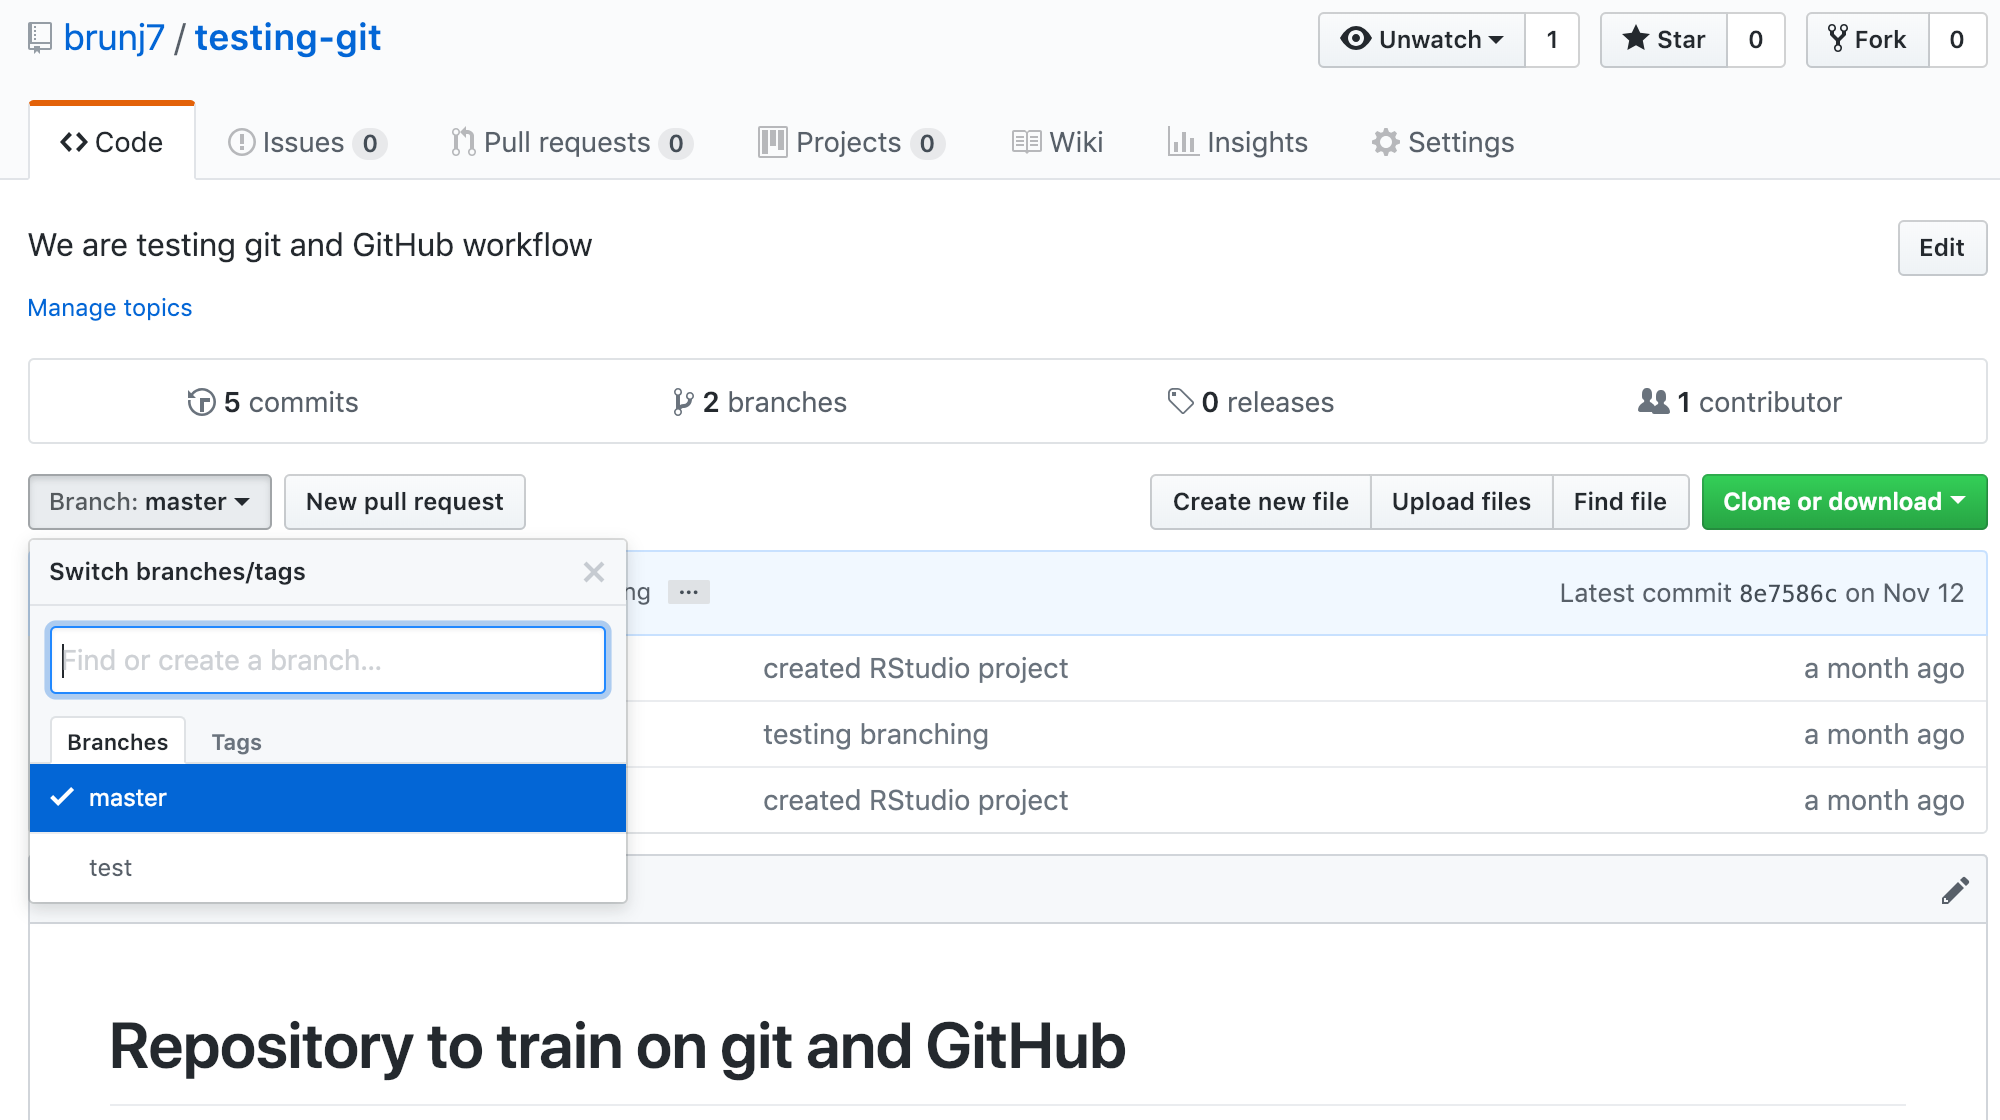 brunj7 / testing-git
Unwatch 1
Star 0
Fork 0
Code
Issues 0
Pull requests 0
Projects 0
Wiki
Insights
Settings
We are testing git and GitHub workflow
Edit
Manage topics
5 commits
2 branches
0 releases
1 contributor
Branch: master
New pull request
Create new file
Upload files
Find file
Clone or download
Switch branches/tags
Find or create a branch...
Branches
Tags
master
test
...
Latest commit 8e7586c on Nov 12
created RStudio project
a month ago
testing branching
a month ago
created RStudio project
a month ago
Repository to train on git and GitHub